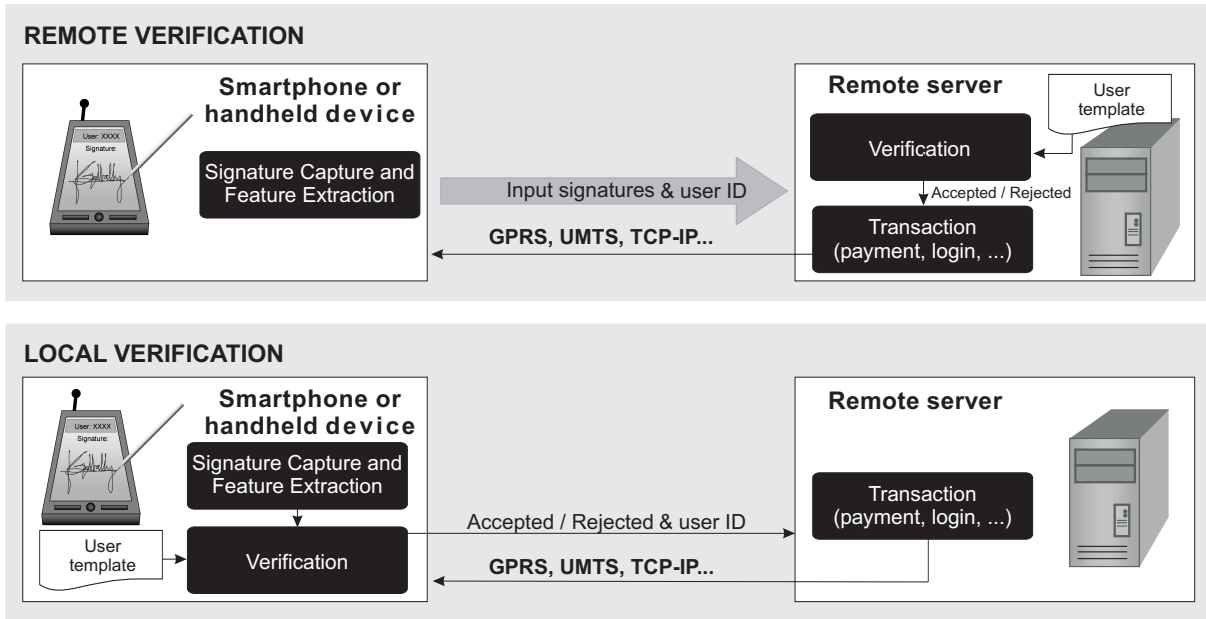 REMOTE VERIFICATION
Smartphone or
handheld device
User: XXXX
Signature:
Signature Capture and
Feature Extraction
Input signatures & user ID
GPRS, UMTS, TCP-IP...
Remote server
User
template
Verification
Accepted / Rejected
Transaction
(payment, login, ...)
LOCAL VERIFICATION
Smartphone or
handheld device
User: XXXX
Signature:
Signature Capture and
Feature Extraction
User
template
Verification
Accepted / Rejected & user ID
GPRS, UMTS, TCP-IP...
Remote server
Transaction
(payment, login, ...)